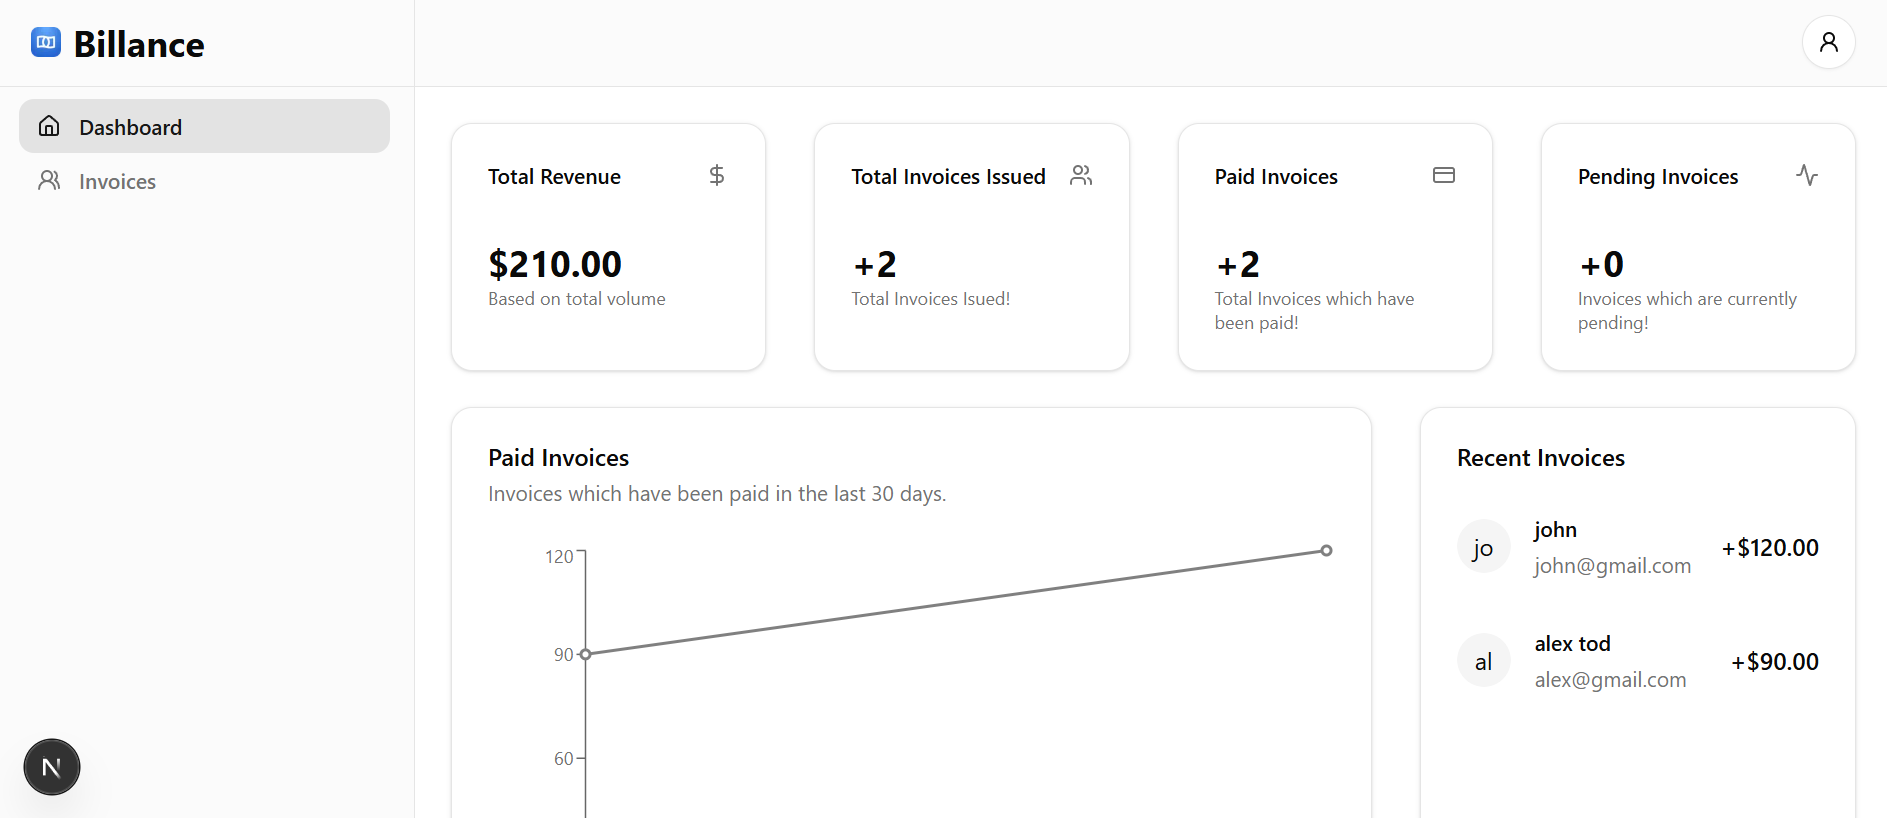 Billance
Dashboard
Invoices
Total Revenue
$210.00
Based on total volume
Total Invoices Issued
+2
Total Invoices Isued!
Paid Invoices
+2
Total Invoices which have
been paid!
Pending Invoices
+0
Invoices which are currently
pending!
Paid Invoices
Invoices which have been paid in the last 30 days.
120
90
60
Recent Invoices
jo
john
john@gmail.com
+$120.00
al
alex tod
alex@gmail.com
+$90.00
N